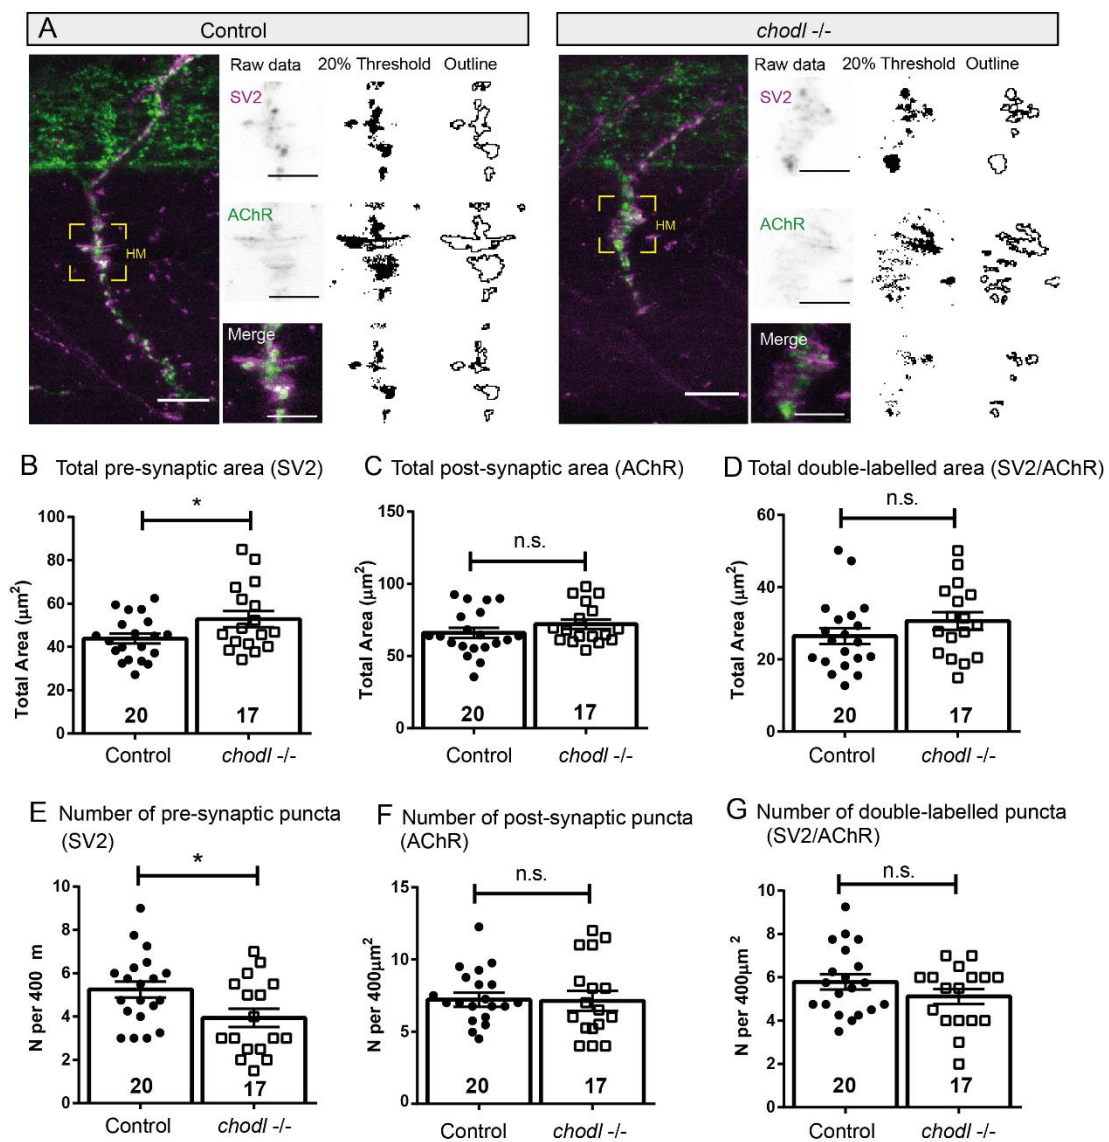 A
Control
Raw data 20% Threshold Outline
SV2
AChR
HM
Merge
chodl -/-
Raw data 20% Threshold Outline
SV2
AChR
HM
Merge
B Total pre-synaptic area (SV2)
*
Total Area (μm2)
100
80
60
40
20
0
20
17
Control
chodl -/-
C Total post-synaptic area (AChR)
n.s.
Total Area (μm2)
150
100
50
0
20
17
Control
chodl -/-
D Total double-labelled area (SV2/AChR)
n.s.
Total Area (μm2)
60
40
20
0
20
17
Control
chodl -/-
E Number of pre-synaptic puncta
(SV2)
*
N per 400 m
10
8
6
4
2
0
20
17
Control
chodl -/-
F Number of post-synaptic puncta
(AChR)
n.s.
N per 400μm2
15
10
5
0
20
17
Control
chodl -/-
G Number of double-labelled puncta
(SV2/AChR)
n.s.
N per 400μm 2
10
8
6
4
2
0
20
17
Control
chodl -/-